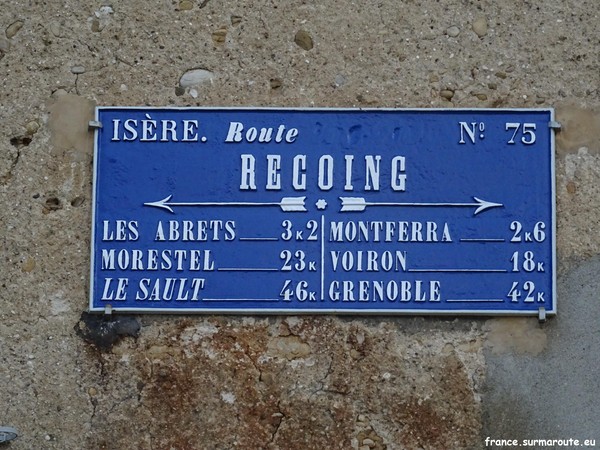 ISÈRE. Route Nº 75
RECOING
LES ABRETS 3K2 MONTFERRA 2K6
MORESTEL 23K VOIRON 18K
LE SAULT 46K GRENOBLE 42K
france.surmaroute.eu